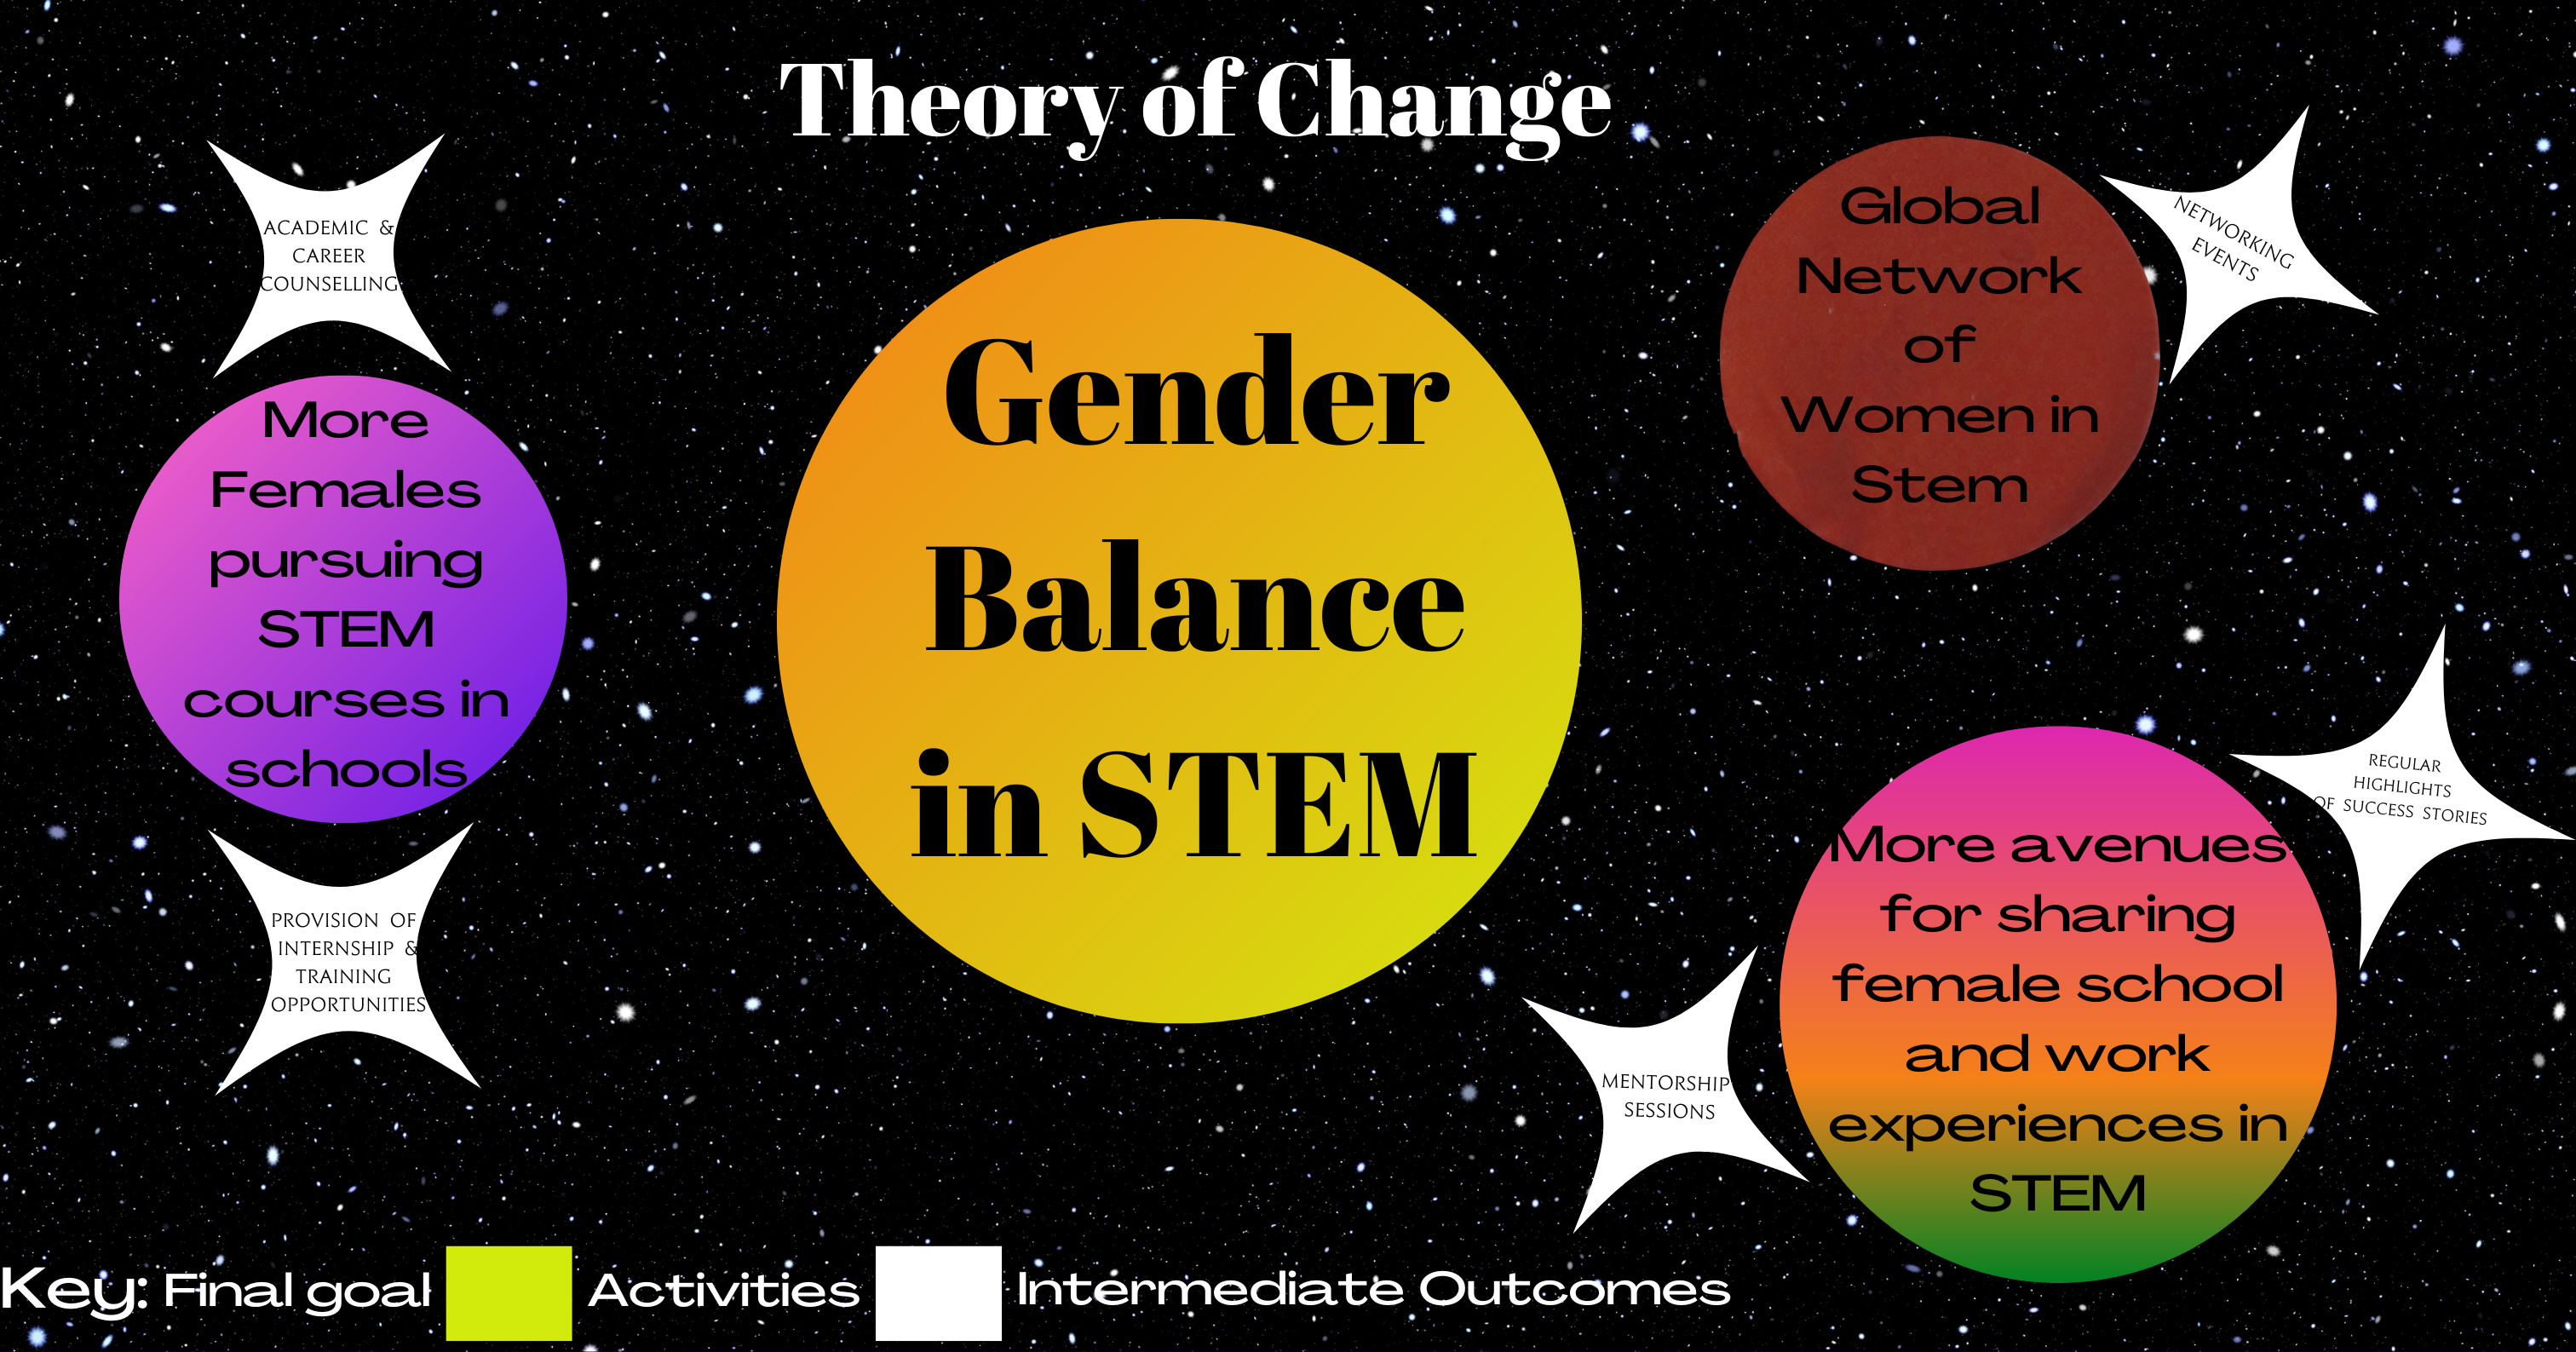 Theory of Change
ACADEMIC &
CAREER
COUNSELLING
More
Females
pursuing
STEM
courses in
schools
PROVISION OF
INTERNSHIP &
TRAINING
OPPORTUNITIES
Gender
Balance
in STEM
Global
Network
of
Women in
Stem
NETWORKING
EVENTS
REGULAR
HIGHLIGHTS
OF SUCCESS STORIES
More avenues
for sharing
female school
and work
experiences in
STEM
MENTORSHIP
SESSIONS
Key: Final goal Activities Intermediate Outcomes